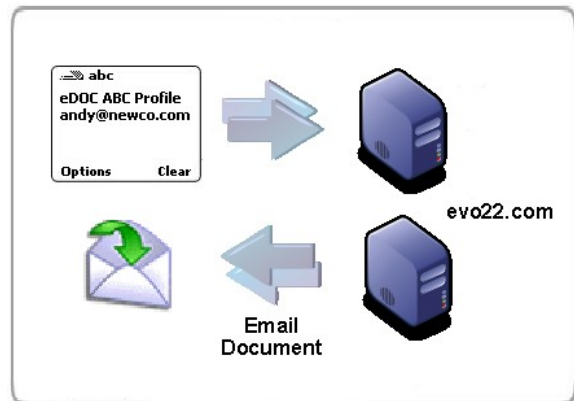 abc
eDOC ABC Profile
andy@newco.com
Options Clear
evo22.com
Email
Document